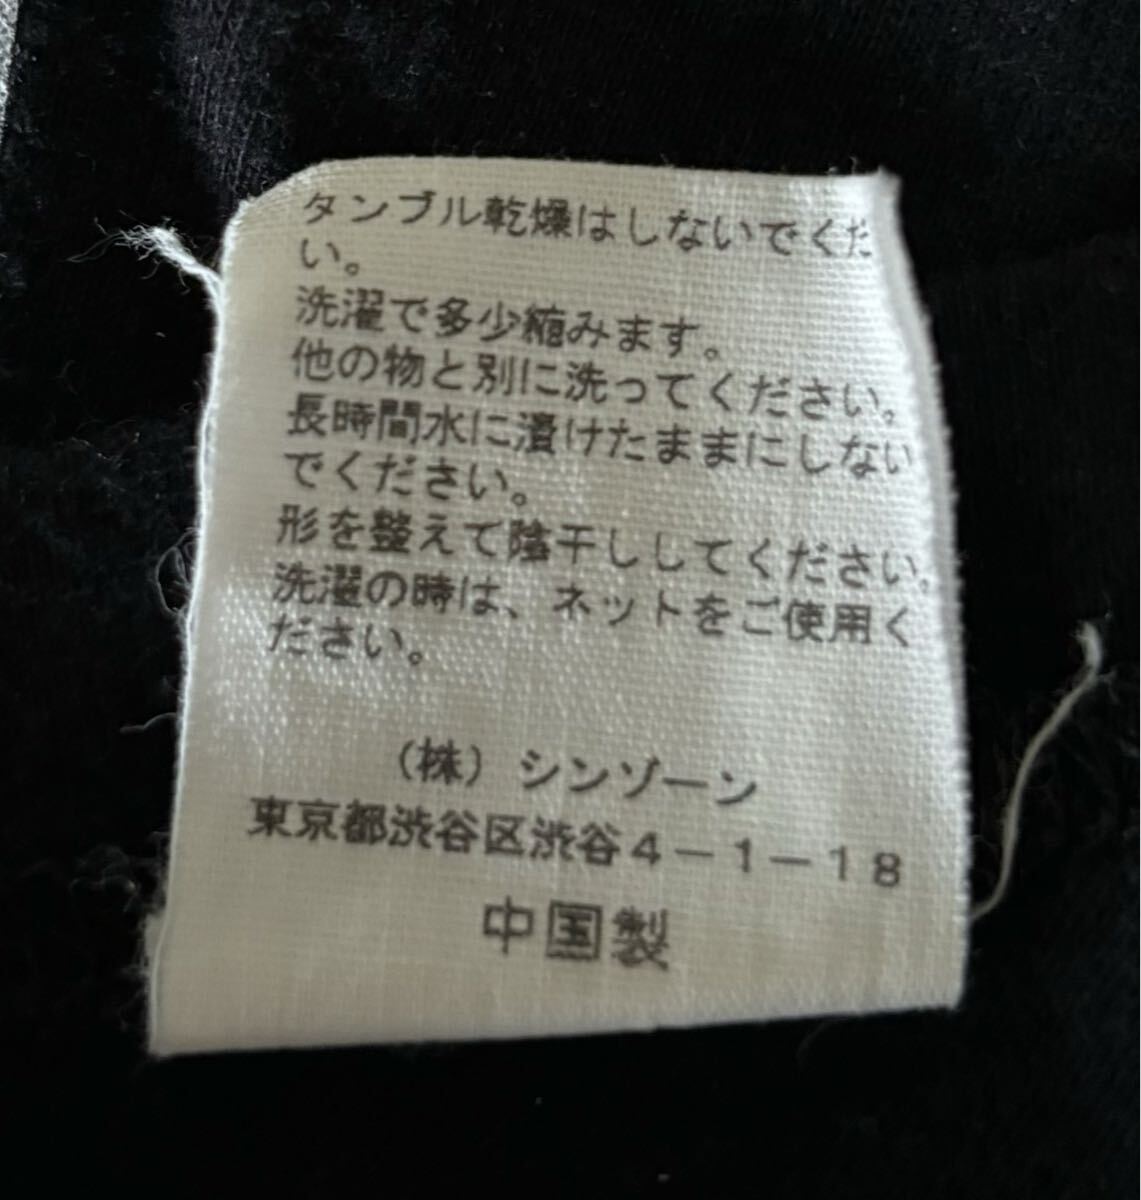 タンブル乾燥はしないでくだ
い。
洗濯で多少縮みます。
他の物と別に洗ってください。
長時間水に漬けたままにしない
でください。
形を整えて陰干ししてください。
洗濯の時は、ネットをご使用く
ださい。
（株）シンゾーン
東京都渋谷区渋谷４－１－１８
中国製